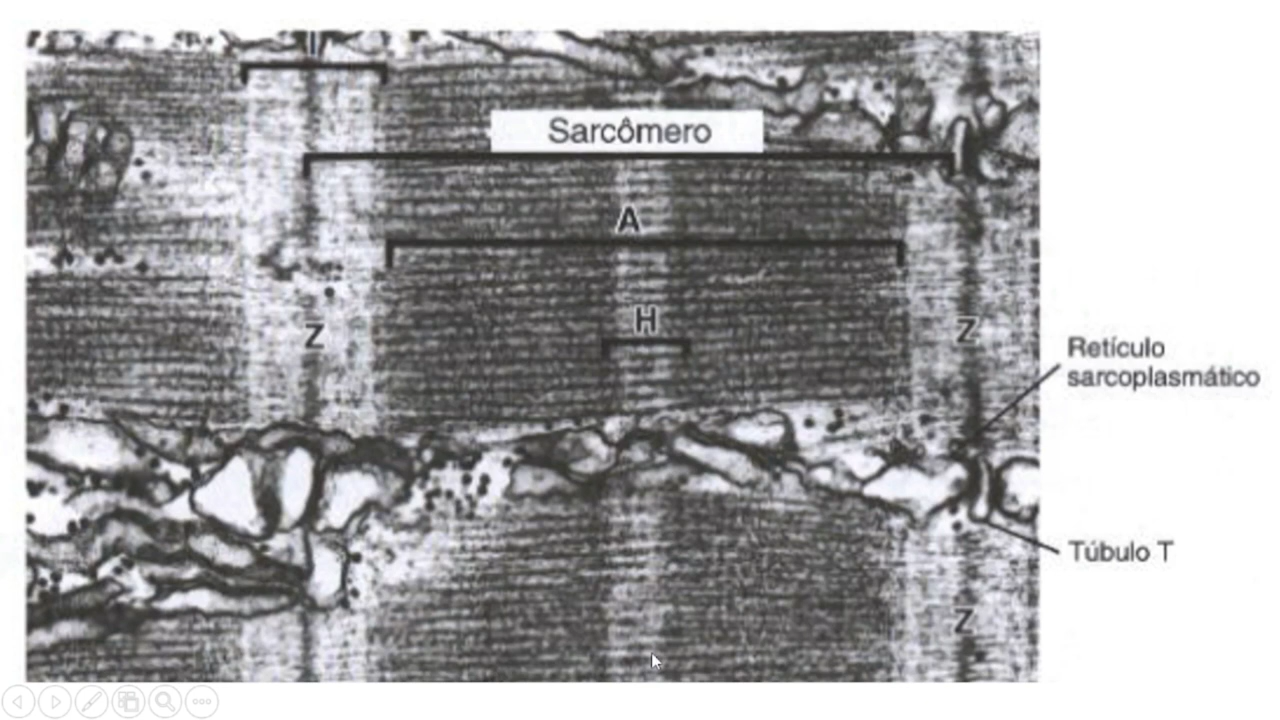 I
Sarcômero
A
H
Z
Z
Retículo
sarcoplasmático
Túbulo T
Z